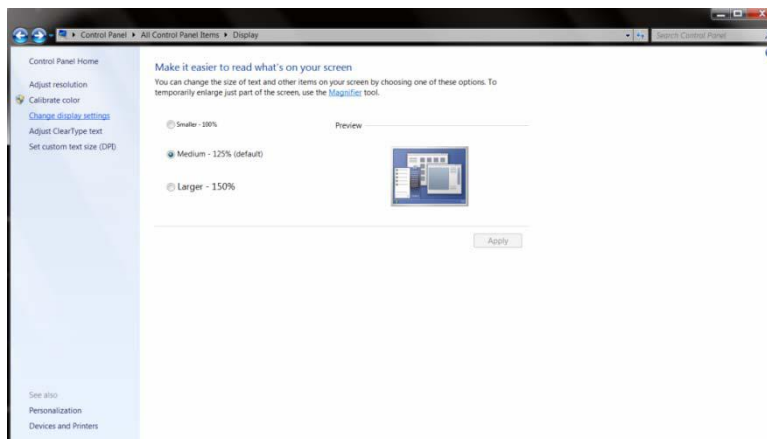 Control Panel ▸ All Control Panel Items ▸ Display
Search Control Panel
Control Panel Home
Adjust resolution
Calibrate color
Change display settings
Adjust ClearType text
Set custom text size (DPI)
See also
Personalization
Devices and Printers
Make it easier to read what's on your screen
You can change the size of text and other items on your screen by choosing one of these options. To
temporarily enlarge just part of the screen, use the Magnifier tool.
Smaller - 100%
Preview
Medium - 125% (default)
Larger - 150%
Apply